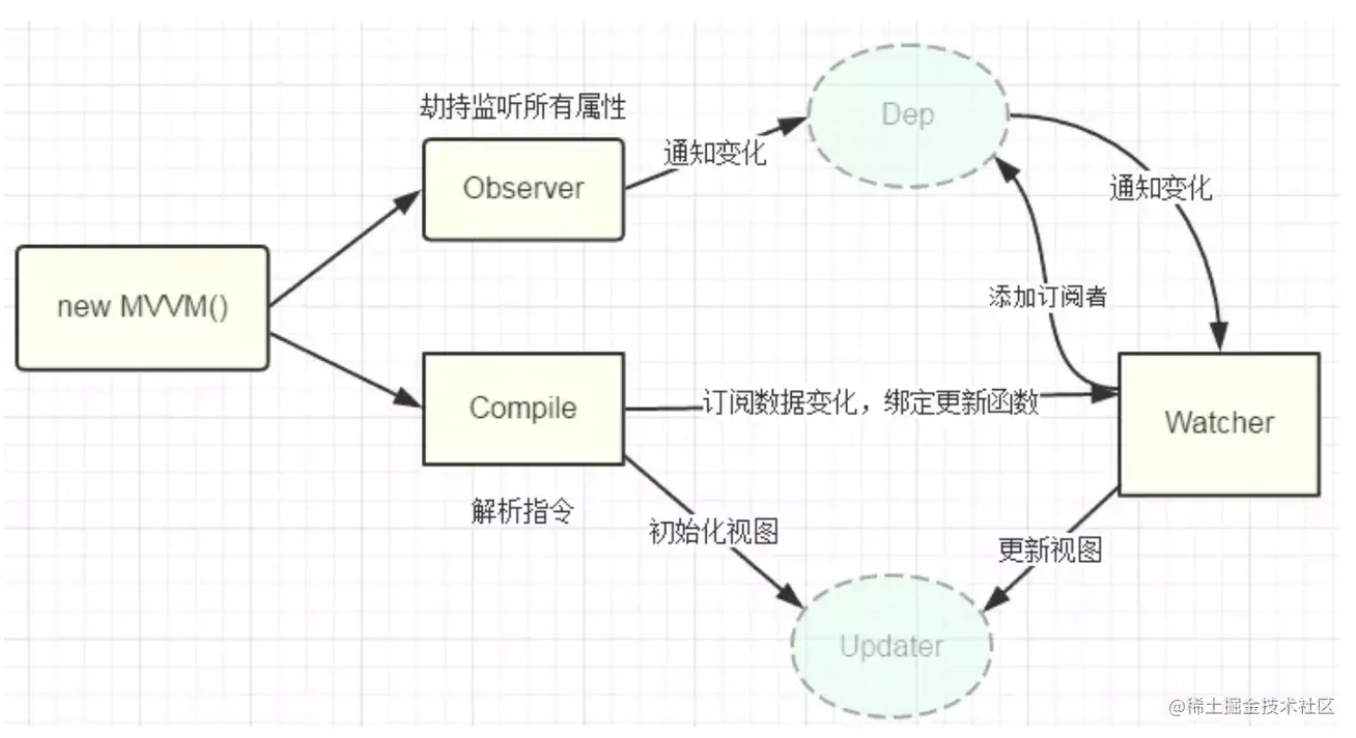 劫持监听所有属性
Dep
通知变化
Observer
通知变化
new MVVM()
添加订阅者
Compile
订阅数据变化，绑定更新函数
Watcher
解析指令
初始化视图
更新视图
Updater
@稀土掘金技术社区